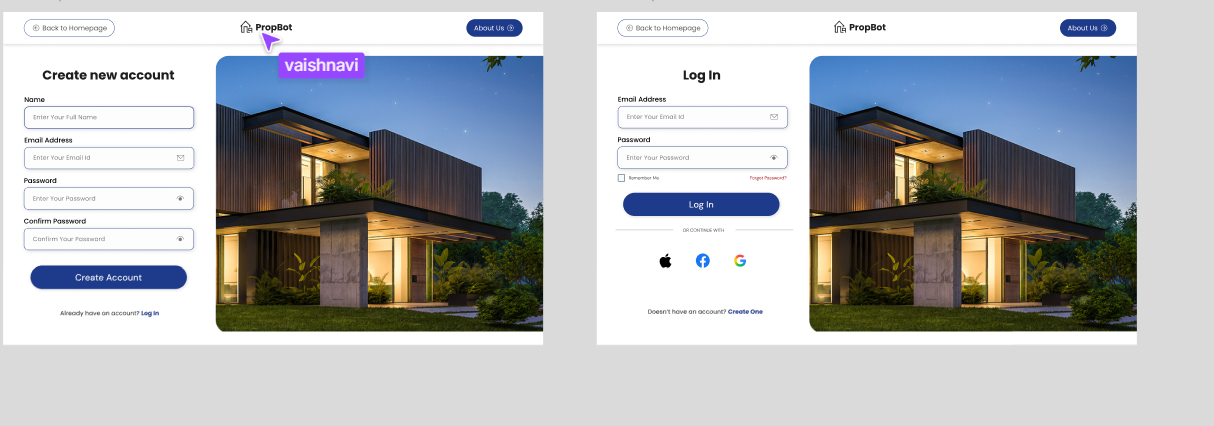 Back to Homepage
PropBot
About Us
vaishnavi
Create new account
Name
Enter Your Full Name
Email Address
Enter Your Email Id
Password
Enter Your Password
Confirm Password
Confirm Your Password
Create Account
Already have an account? Log In
Back to Homepage
PropBot
About Us
Log In
Email Address
Enter Your Email Id
Password
Enter Your Password
Remember Me
Forgot Password?
Log In
OR CONTINUE WITH
Doesn't have an account? Create One